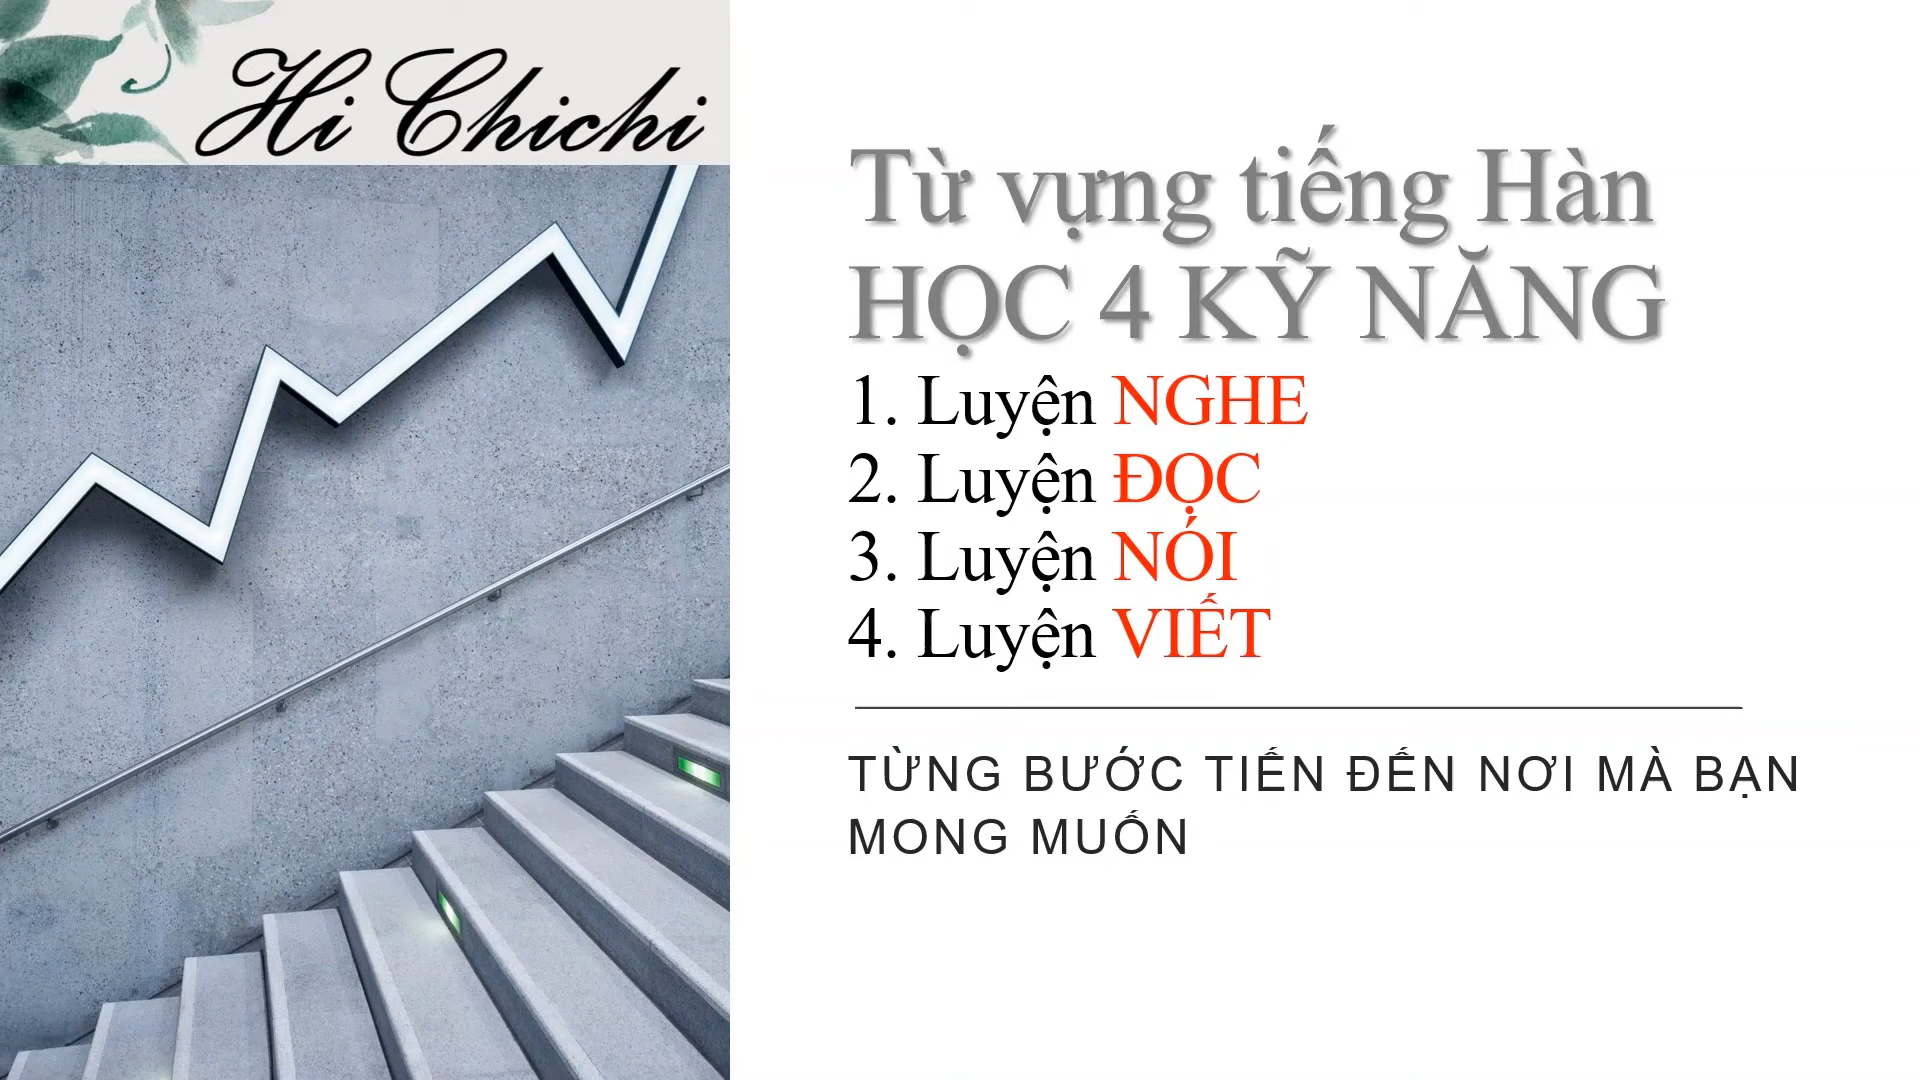 Hi Chichi
Từ vựng tiếng Hàn
HỌC 4 KỸ NĂNG
1. Luyện NGHE
2. Luyện ĐỌC
3. Luyện NÓI
4. Luyện VIẾT
TỪNG BƯỚC TIẾN ĐẾN NƠI MÀ BẠN
MONG MUỐN